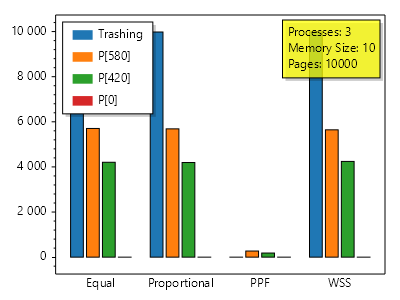 10 000
8 000
6 000
4 000
2 000
0
Trashing
P[580]
P[420]
P[0]
Processes: 3
Memory Size: 10
Pages: 10000
Equal
Proportional
PPF
WSS